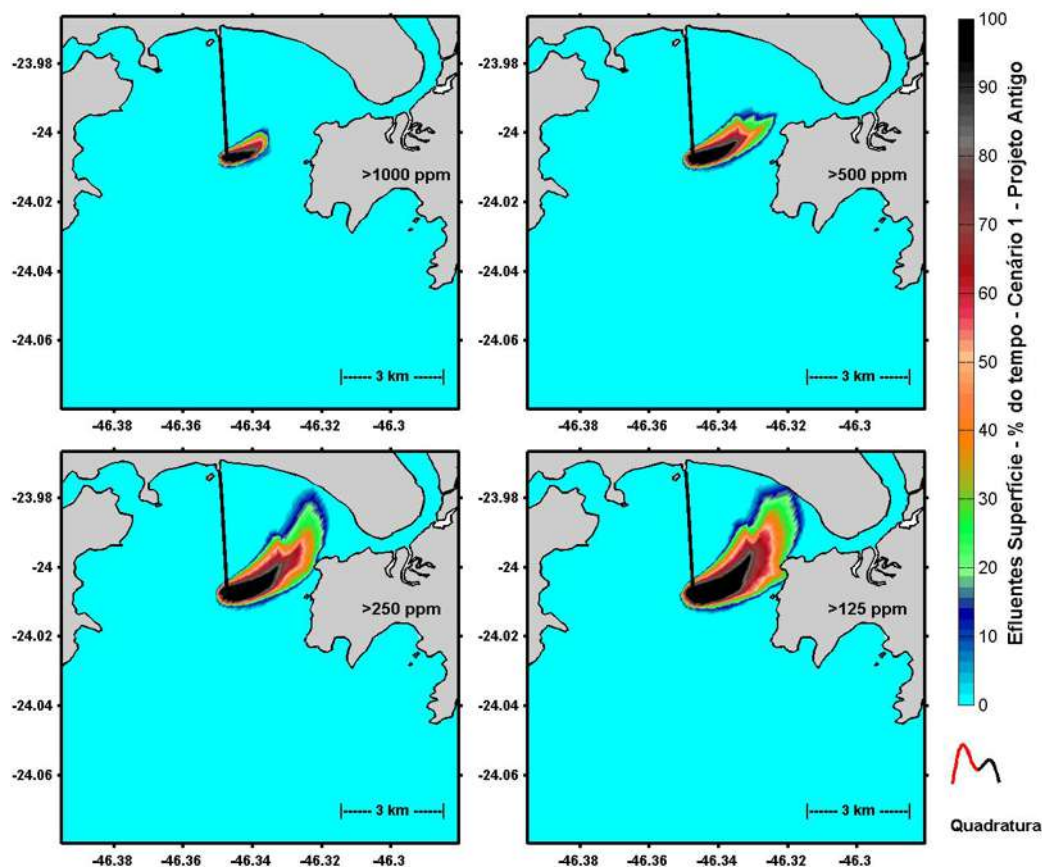 -23.98
-24
-24.02
-24.04
-24.06
>1000 ppm
|------ 3 km ------|
-46.38 -46.36 -46.34 -46.32 -46.3
-23.98
-24
-24.02
-24.04
-24.06
>500 ppm
|------ 3 km ------|
-46.38 -46.36 -46.34 -46.32 -46.3
-23.98
-24
-24.02
-24.04
-24.06
>250 ppm
|------ 3 km ------|
-46.38 -46.36 -46.34 -46.32 -46.3
-23.98
-24
-24.02
-24.04
-24.06
>125 ppm
|------ 3 km ------|
-46.38 -46.36 -46.34 -46.32 -46.3
100
90
80
70
60
50
40
30
20
10
0
Efluentes Superfície - % do tempo - Cenário 1 - Projeto Antigo
Quadratura